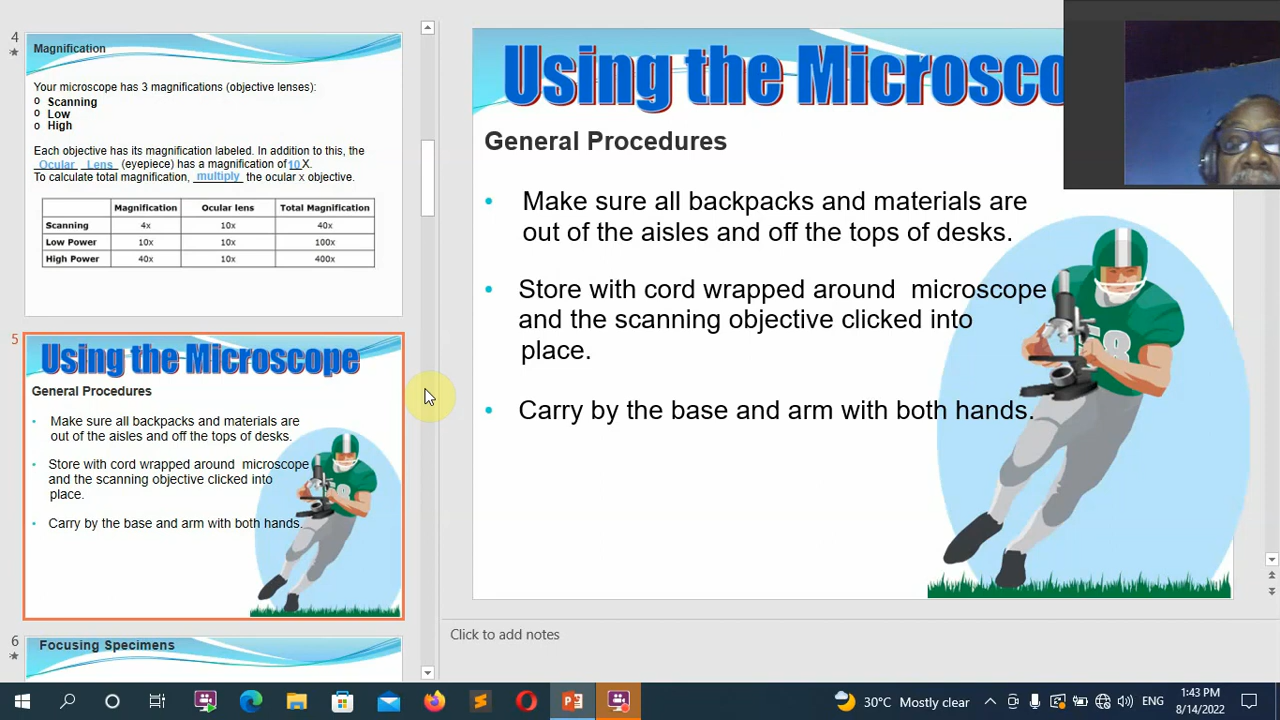 4
Magnification
Your microscope has 3 magnifications (objective lenses):
o Scanning
o Low
o High
Each objective has its magnification labeled. In addition to this, the
Ocular Lens (eyepiece) has a magnification of 10 X.
To calculate total magnification, multiply the ocular x objective.
Magnification Ocular lens Total Magnification
Scanning 4x 10x 40x
Low Power 10x 10x 100x
High Power 40x 10x 400x
5
Using the Microscope
General Procedures
• Make sure all backpacks and materials are
out of the aisles and off the tops of desks.
• Store with cord wrapped around microscope
and the scanning objective clicked into
place.
• Carry by the base and arm with both hands.
58
6
Focusing Specimens
Using the Microsco
General Procedures
• Make sure all backpacks and materials are
out of the aisles and off the tops of desks.
• Store with cord wrapped around microscope
and the scanning objective clicked into
place.
• Carry by the base and arm with both hands.
58
Click to add notes
30°C Mostly clear
ENG
1:43 PM
8/14/2022